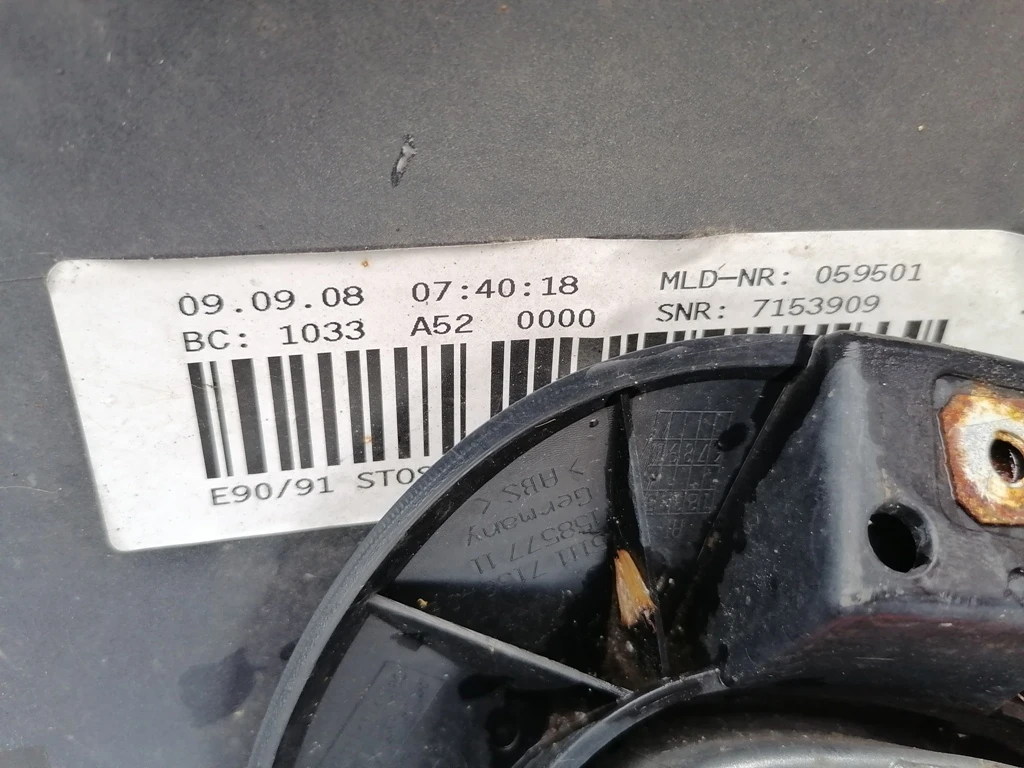 09.09.08 07:40:18 MLD-NR: 059501
BC: 1033 A52 0000 SNR: 7153909
E90/91
>ABS<
Germany